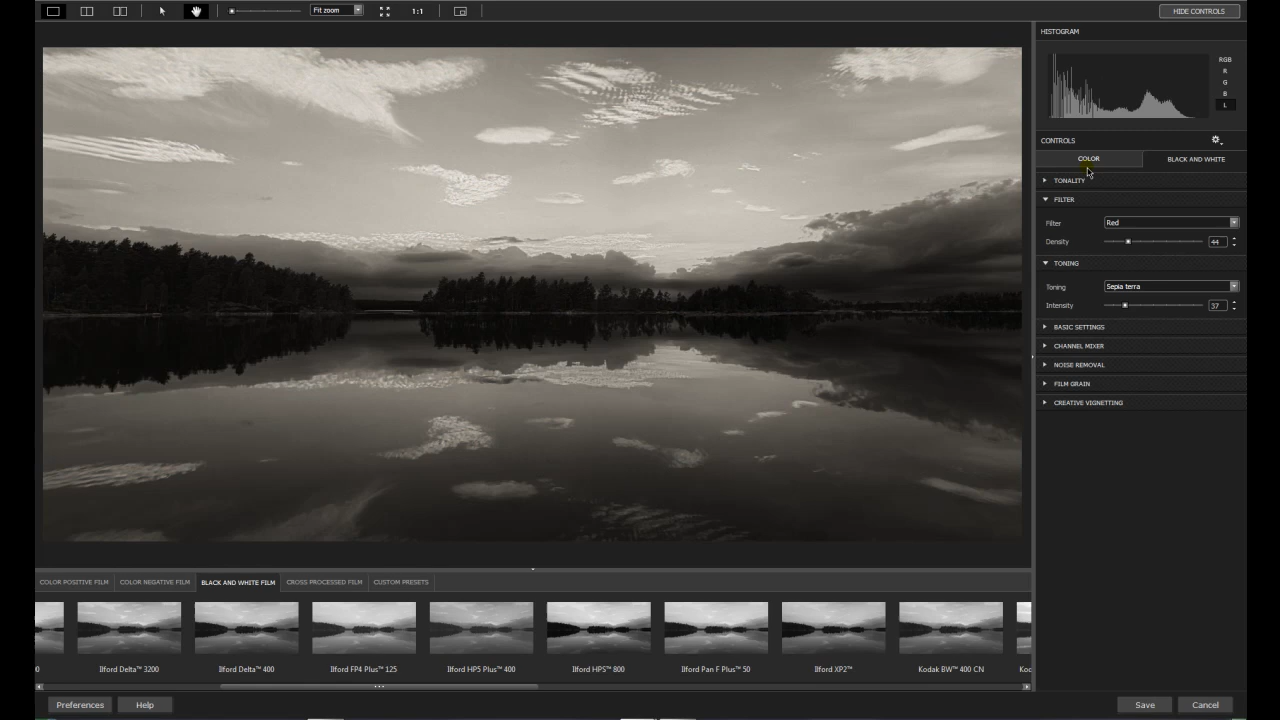 Fit zoom
1:1
HIDE CONTROLS
HISTOGRAM
RGB
R
G
B
L
CONTROLS
COLOR
BLACK AND WHITE
TONALITY
FILTER
Filter
Red
Density
44
TONING
Toning
Sepia terra
Intensity
37
BASIC SETTINGS
CHANNEL MIXER
NOISE REMOVAL
FILM GRAIN
CREATIVE VIGNETTING
COLOR POSITIVE FILM
COLOR NEGATIVE FILM
BLACK AND WHITE FILM
CROSS PROCESSED FILM
CUSTOM PRESETS
0
Ilford Delta™ 3200
Ilford Delta™ 400
Ilford FP4 Plus™ 125
Ilford HP5 Plus™ 400
Ilford HPS™ 800
Ilford Pan F Plus™ 50
Ilford XP2™
Kodak BW™ 400 CN
Koc
Preferences
Help
Save
Cancel